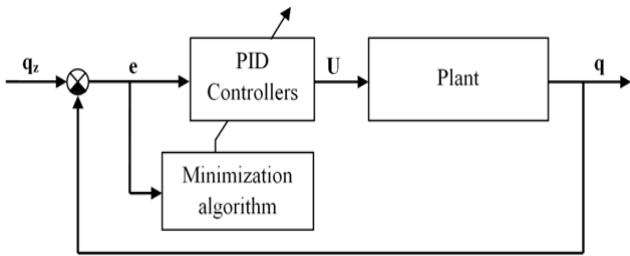 qz
e
PID
Controllers
U
Plant
q
Minimization
algorithm